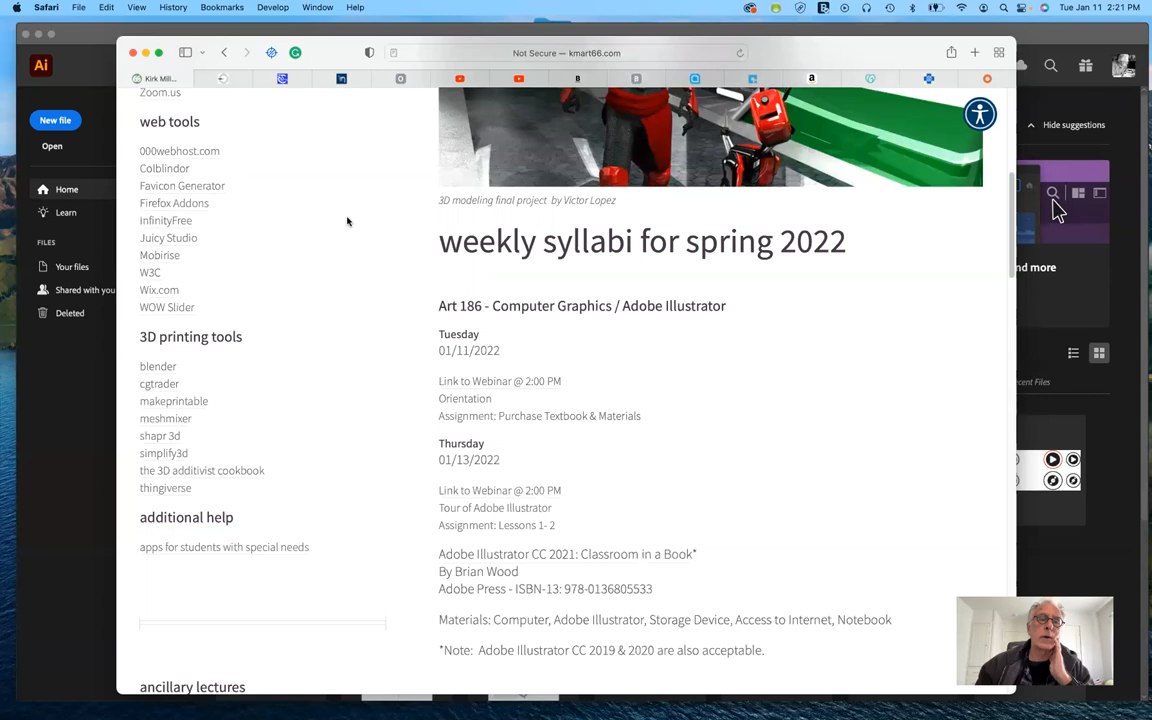 Safari File Edit View History Bookmarks Develop Window Help
Tue Jan 11 2:21 PM
Not Secure — kmart66.com
Kirk Mill...
Ai
New file
Open
Home
Learn
FILES
Your files
Shared with you
Deleted
Hide suggestions
nd more
cent Files
Zoom.us
web tools
000webhost.com
Colblindor
Favicon Generator
Firefox Addons
InfinityFree
Juicy Studio
Mobirise
W3C
Wix.com
WOW Slider
3D printing tools
blender
cgtrader
makeprintable
meshmixer
shapr 3d
simplify3d
the 3D additivist cookbook
thingiverse
additional help
apps for students with special needs
ancillary lectures
3D modeling final project by Victor Lopez
weekly syllabi for spring 2022
Art 186 - Computer Graphics / Adobe Illustrator
Tuesday
01/11/2022
Link to Webinar @ 2:00 PM
Orientation
Assignment: Purchase Textbook & Materials
Thursday
01/13/2022
Link to Webinar @ 2:00 PM
Tour of Adobe Illustrator
Assignment: Lessons 1- 2
Adobe Illustrator CC 2021: Classroom in a Book*
By Brian Wood
Adobe Press - ISBN-13: 978-0136805533
Materials: Computer, Adobe Illustrator, Storage Device, Access to Internet, Notebook
*Note: Adobe Illustrator CC 2019 & 2020 are also acceptable.